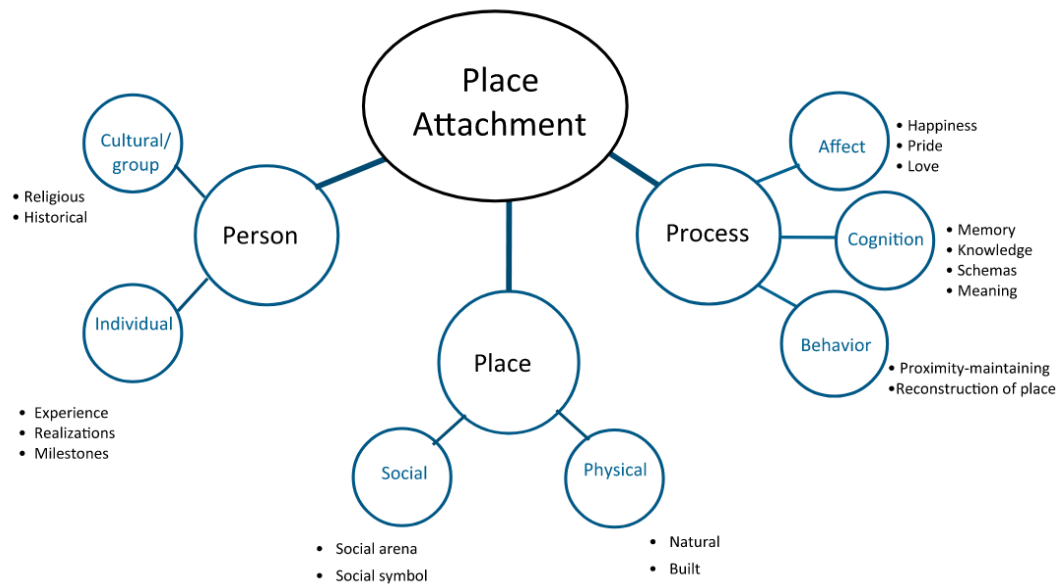 Place
Attachment
Cultural/
group
• Religious
• Historical
Person
Individual
• Experience
• Realizations
• Milestones
Place
Social
• Social arena
• Social symbol
Physical
• Natural
• Built
Process
Affect
• Happiness
• Pride
• Love
Cognition
• Memory
• Knowledge
• Schemas
• Meaning
Behavior
• Proximity-maintaining
•Reconstruction of place